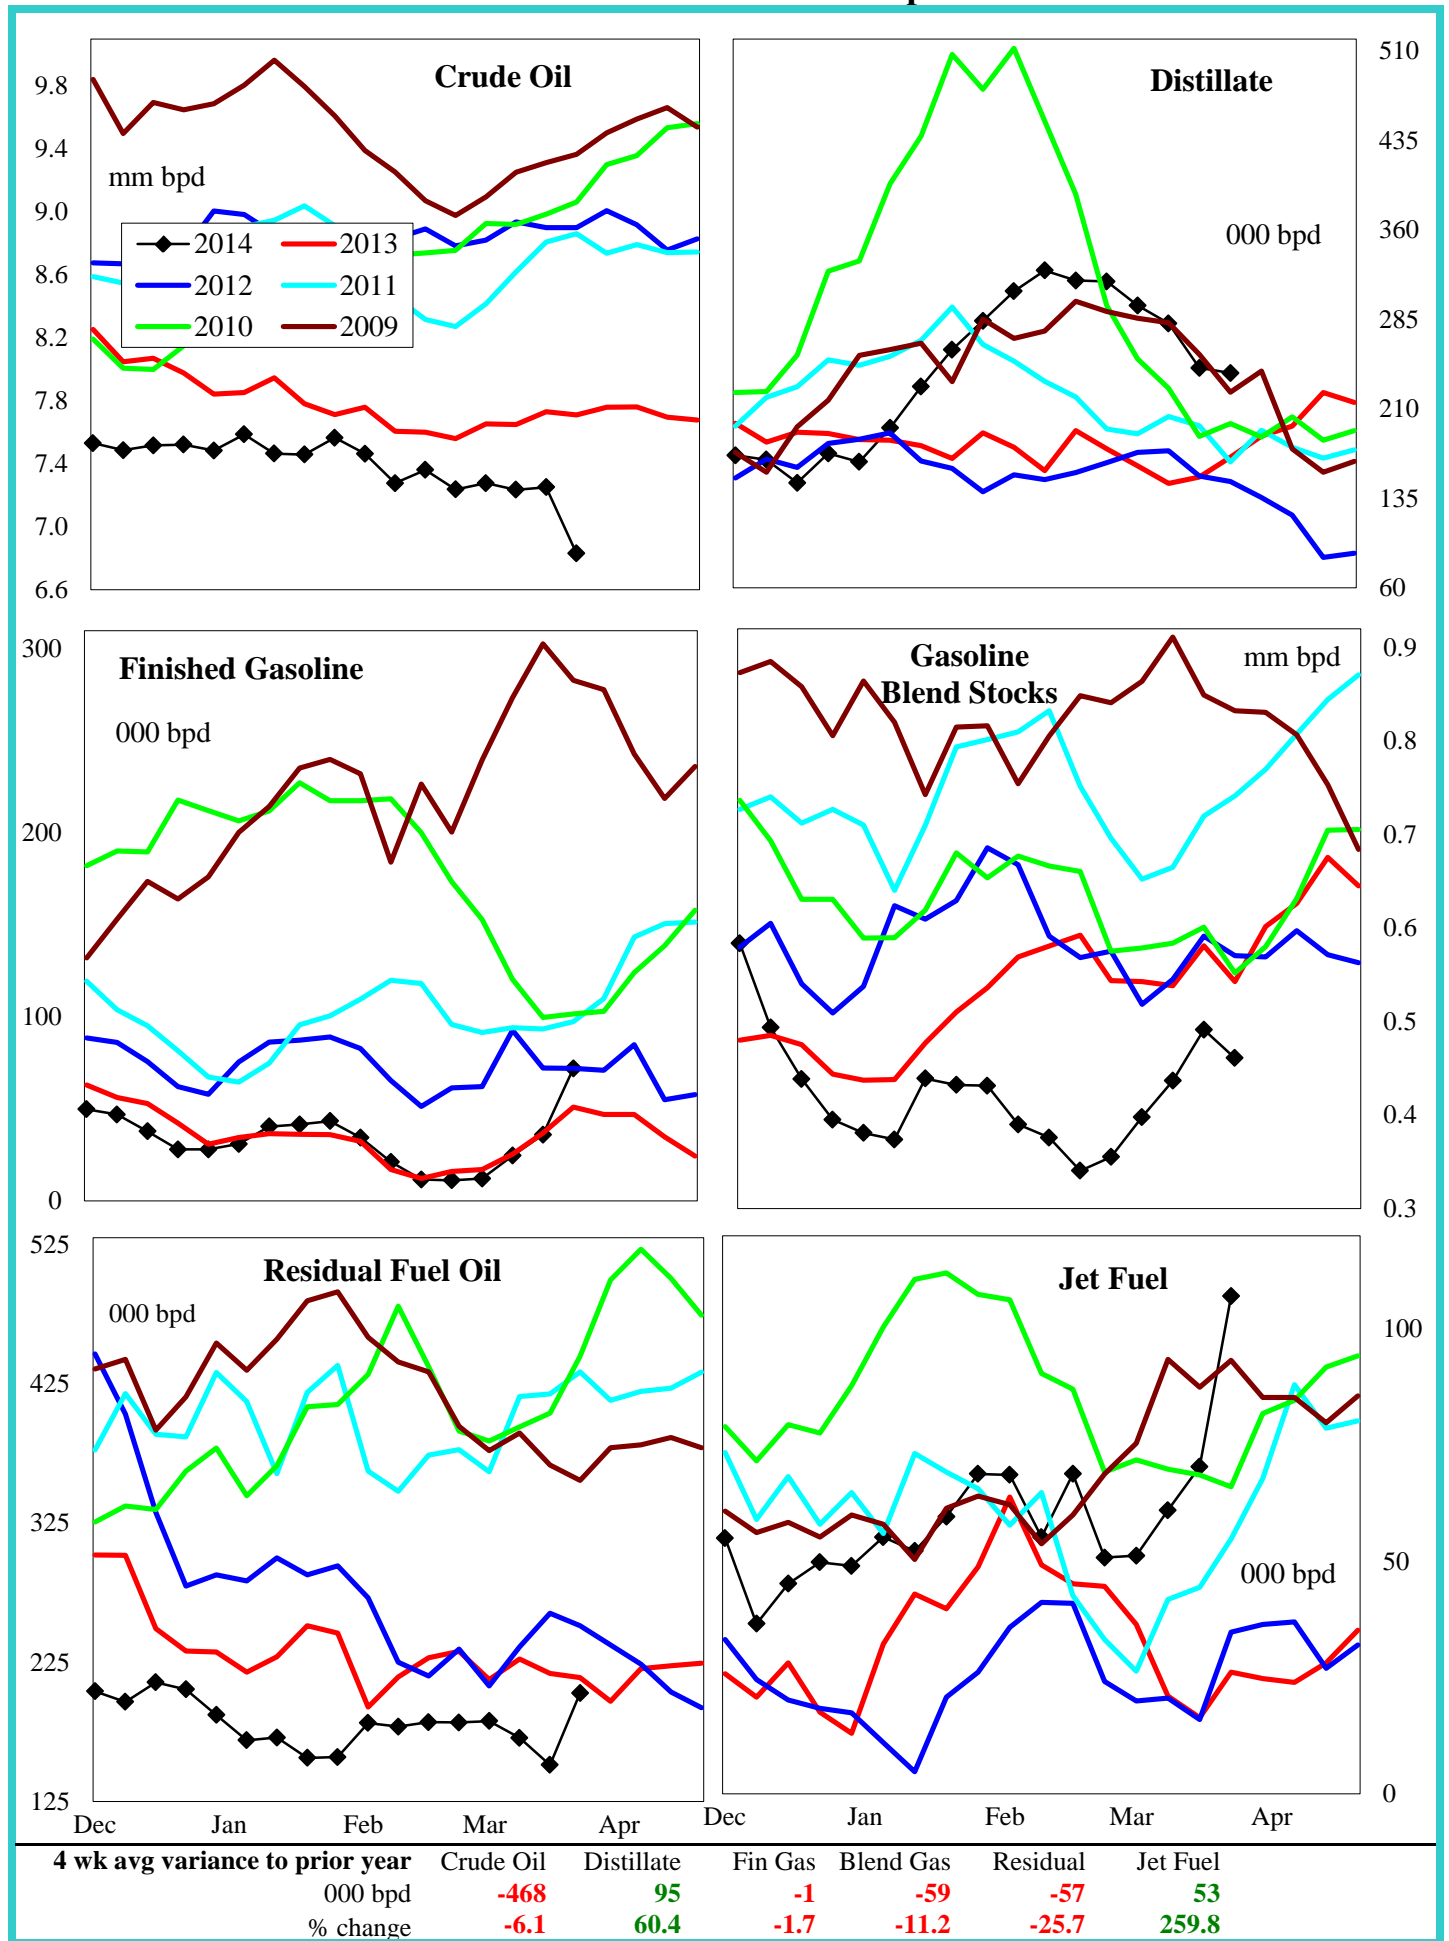 Crude Oil
mm bpd
9.8
9.4
9.0
8.6
8.2
7.8
7.4
7.0
6.6
2014 2013
2012 2011
2010 2009
Distillate
000 bpd
510
435
360
285
210
135
60
Finished Gasoline
000 bpd
300
200
100
0
Gasoline
Blend Stocks
mm bpd
0.9
0.8
0.7
0.6
0.5
0.4
0.3
Residual Fuel Oil
000 bpd
525
425
325
225
125
Dec Jan Feb Mar Apr
Jet Fuel
000 bpd
100
50
0
Dec Jan Feb Mar Apr
4 wk avg variance to prior year Crude Oil Distillate Fin Gas Blend Gas Residual Jet Fuel
000 bpd -468 95 -1 -59 -57 53
% change -6.1 60.4 -1.7 -11.2 -25.7 259.8